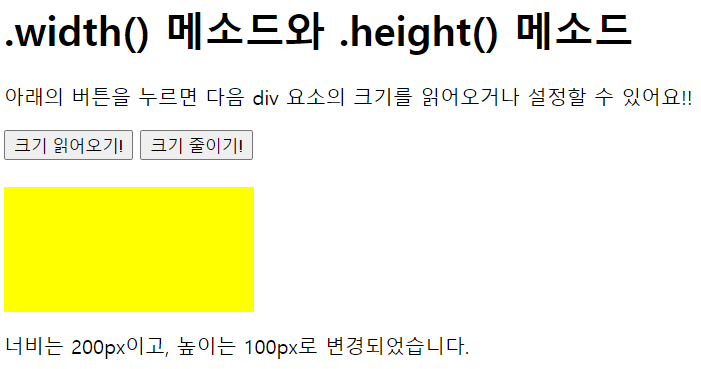 .width() 메소드와 .height() 메소드
아래의 버튼을 누르면 다음 div 요소의 크기를 읽어오거나 설정할 수 있어요!!
크기 읽어오기! 크기 줄이기!
너비는 200px이고, 높이는 100px로 변경되었습니다.